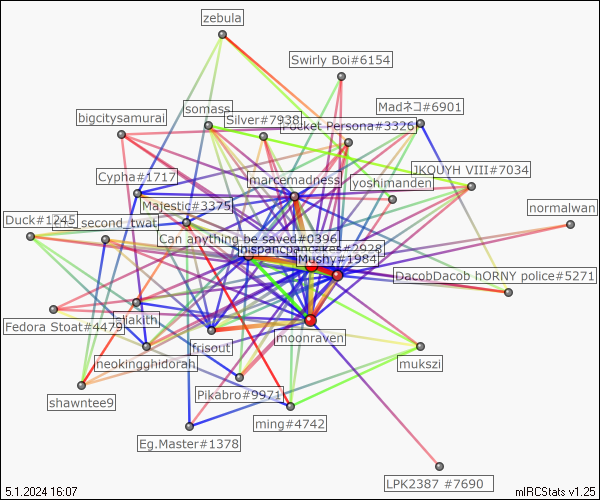 zebula
Swirly Boi#6154
Madネコ#6901
somass
Silver#7938
bigcitysamurai
Pocket Persona#3326
JKQUYH VIII#7034
Cypha#1717
marcemadness
yoshimanden
Majestic#3375
normalwan
Duck#1245
second_twat
Can anything be saved#0396
hispancpancakes#2928
Mushy#1984
DacobDacob hORNY police#5271
Fedora Stoat#4479
moonraven
frisout
neokingghidorah
mukszi
Pikabro#9971
shawntee9
ming#4742
Eg.Master#1378
LPK2387 #7690
5.1.2024 16:07
mIRCStats v1.25